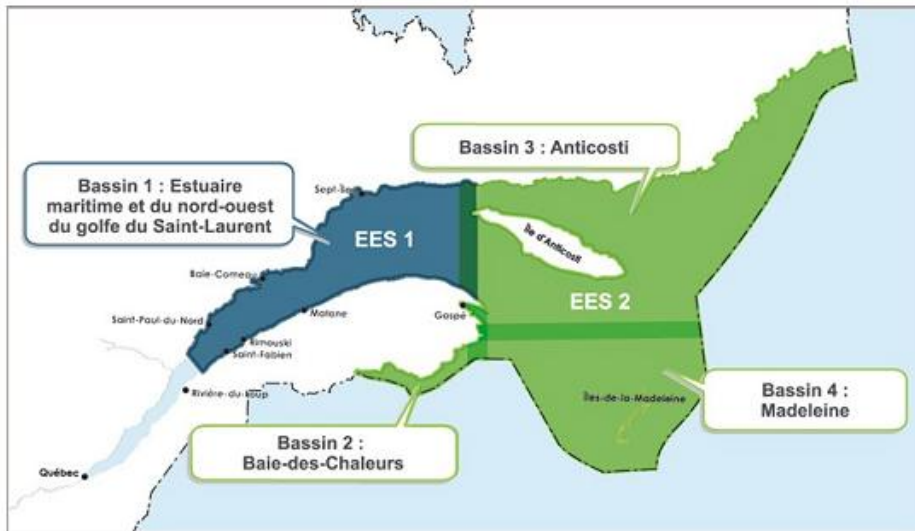 Bassin 3 : Anticosti
Bassin 1 : Estuaire
maritime et du nord-ouest
du golfe du Saint-Laurent
Sept-Îles
EES 1
Île d'Anticosti
Baie-Comeau
EES 2
Matane
Gaspé
Saint-Paul-du-Nord
Rimouski
Saint-Fabien
Rivière-du-Loup
Îles-de-la-Madeleine
Bassin 4 :
Madeleine
Bassin 2 :
Baie-des-Chaleurs
Québec